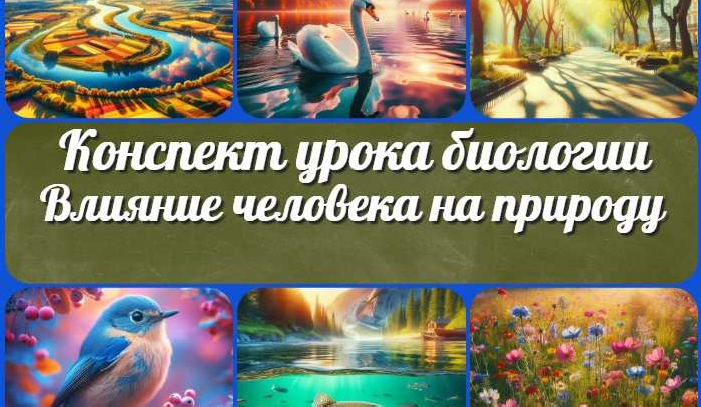 Конспект урока биологии
Влияние человека на природу